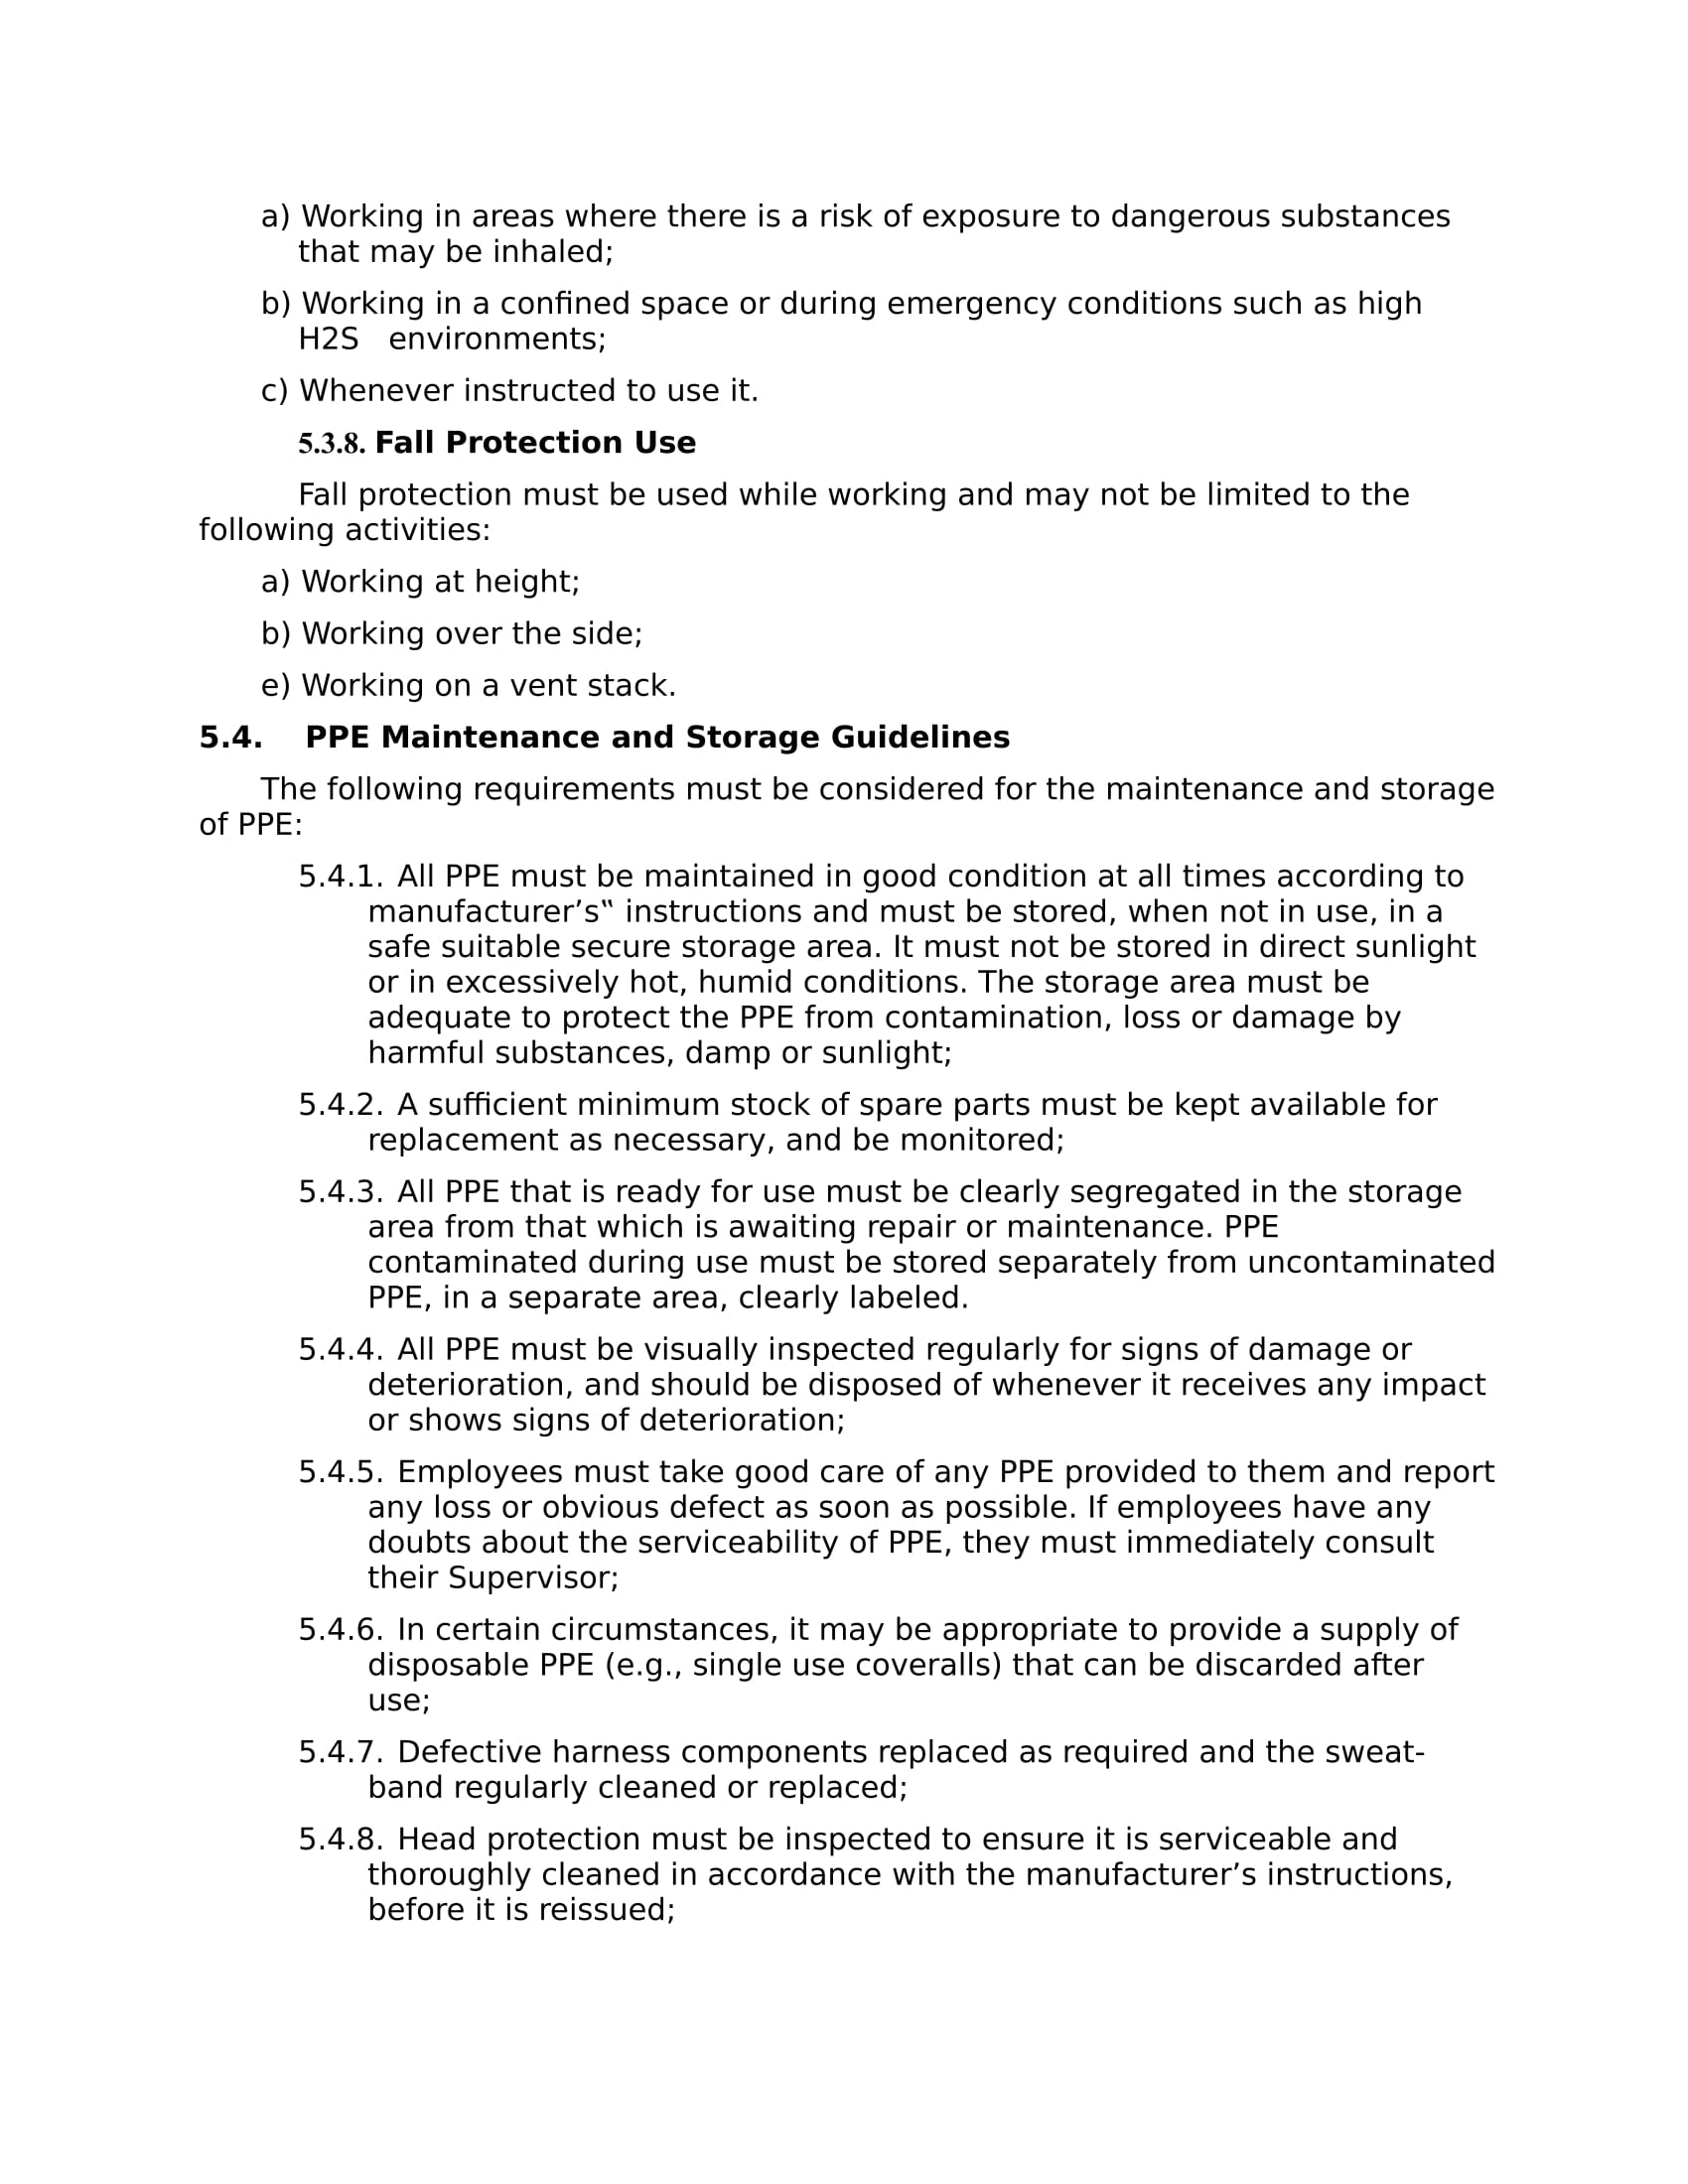 a) Working in areas where there is a risk of exposure to dangerous substances
that may be inhaled;
b) Working in a confined space or during emergency conditions such as high
H2S   environments;
c) Whenever instructed to use it.
5.3.8. Fall Protection Use
Fall protection must be used while working and may not be limited to the
following activities:
a) Working at height;
b) Working over the side;
e) Working on a vent stack.
5.4.    PPE Maintenance and Storage Guidelines
The following requirements must be considered for the maintenance and storage
of PPE:
5.4.1. All PPE must be maintained in good condition at all times according to
manufacturer’s‟ instructions and must be stored, when not in use, in a
safe suitable secure storage area. It must not be stored in direct sunlight
or in excessively hot, humid conditions. The storage area must be
adequate to protect the PPE from contamination, loss or damage by
harmful substances, damp or sunlight;
5.4.2. A sufficient minimum stock of spare parts must be kept available for
replacement as necessary, and be monitored;
5.4.3. All PPE that is ready for use must be clearly segregated in the storage
area from that which is awaiting repair or maintenance. PPE
contaminated during use must be stored separately from uncontaminated
PPE, in a separate area, clearly labeled.
5.4.4. All PPE must be visually inspected regularly for signs of damage or
deterioration, and should be disposed of whenever it receives any impact
or shows signs of deterioration;
5.4.5. Employees must take good care of any PPE provided to them and report
any loss or obvious defect as soon as possible. If employees have any
doubts about the serviceability of PPE, they must immediately consult
their Supervisor;
5.4.6. In certain circumstances, it may be appropriate to provide a supply of
disposable PPE (e.g., single use coveralls) that can be discarded after
use;
5.4.7. Defective harness components replaced as required and the sweat-
band regularly cleaned or replaced;
5.4.8. Head protection must be inspected to ensure it is serviceable and
thoroughly cleaned in accordance with the manufacturer’s instructions,
before it is reissued;